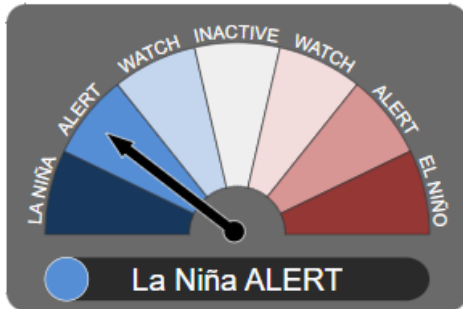 LA NIÑA
ALERT
WATCH
INACTIVE
WATCH
ALERT
EL NIÑO
La Niña ALERT